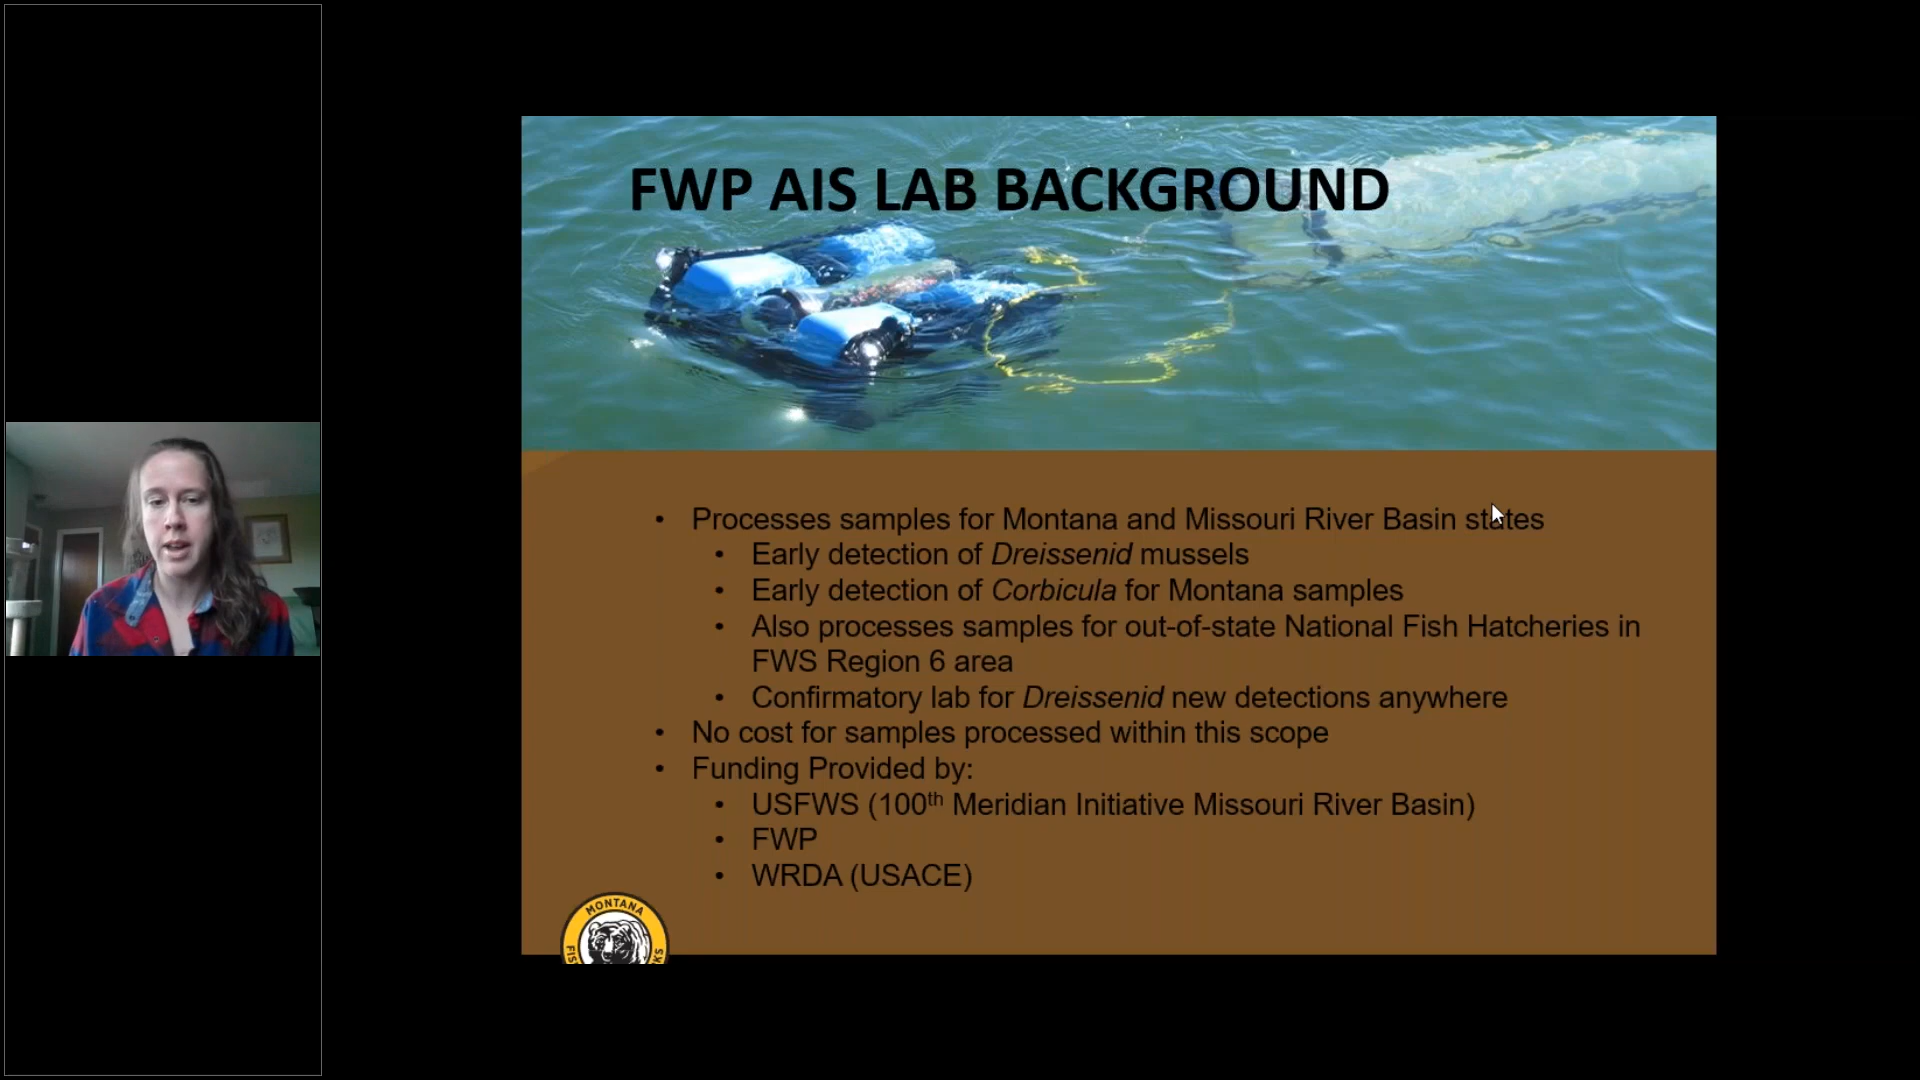 FWP AIS LAB BACKGROUND
• Processes samples for Montana and Missouri River Basin states
• Early detection of Dreissenid mussels
• Early detection of Corbicula for Montana samples
• Also processes samples for out-of-state National Fish Hatcheries in
FWS Region 6 area
• Confirmatory lab for Dreissenid new detections anywhere
• No cost for samples processed within this scope
• Funding Provided by:
• USFWS (100th Meridian Initiative Missouri River Basin)
• FWP
• WRDA (USACE)
MONTANA